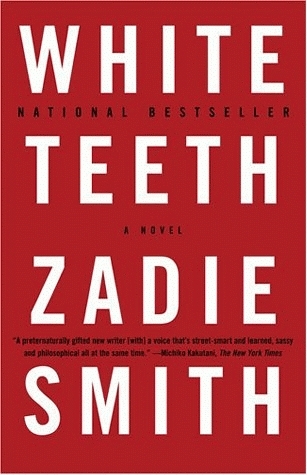 WHITE
NATIONAL BESTSELLER
TEETH
A NOVEL
ZADIE
"A preternaturally gifted new writer [with] a voice that's street-smart and learned, sassy
and philosophical all at the same time." —Michiko Kakutani, The New York Times
SMITH